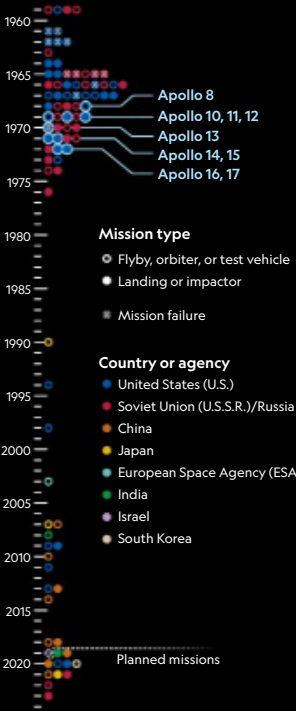 1960
1965
Apollo 8
Apollo 10, 11, 12
1970
Apollo 13
Apollo 14, 15
Apollo 16, 17
1975
1980
Mission type
Flyby, orbiter, or test vehicle
Landing or impactor
1985
Mission failure
1990
Country or agency
United States (U.S.)
1995
Soviet Union (U.S.S.R.)/Russia
China
Japan
2000
European Space Agency (ESA
India
Israel
2005
South Korea
2010
2015
Planned missions
2020